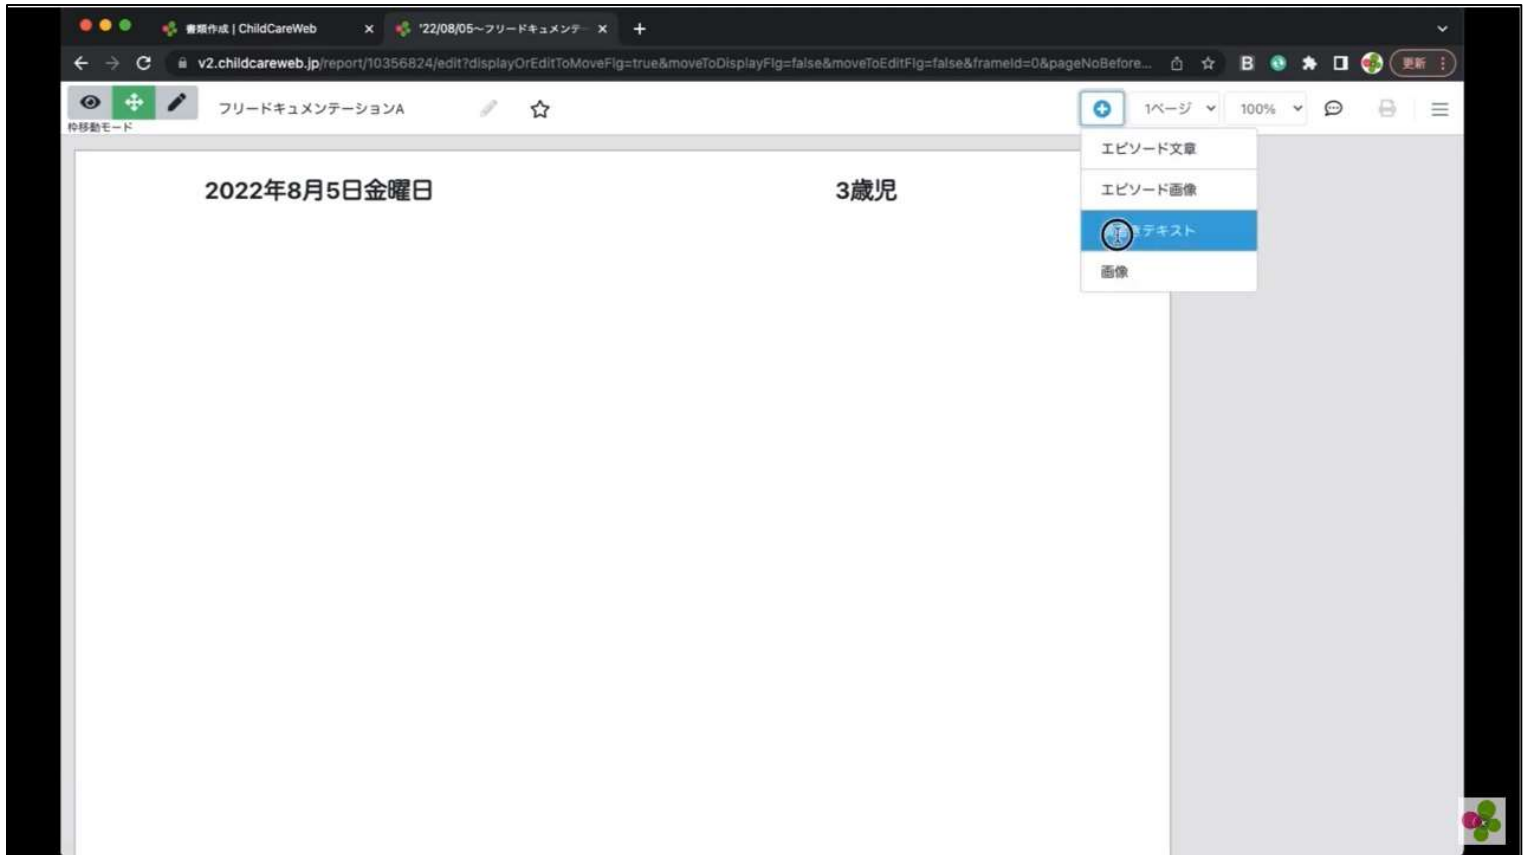 書類作成 | ChildCareWeb
'22/08/05～フリードキュメンテ
v2.childcareweb.jp/report/10356824/edit?displayOrEditToMoveFlg=true&moveToDisplayFlg=false&moveToEditFlg=false&frameId=0&pageNoBefore...
B
更新
フリードキュメンテーションA
1ページ
100%
枠移動モード
エピソード文章
2022年8月5日金曜日
3歳児
エピソード画像
テキスト
画像